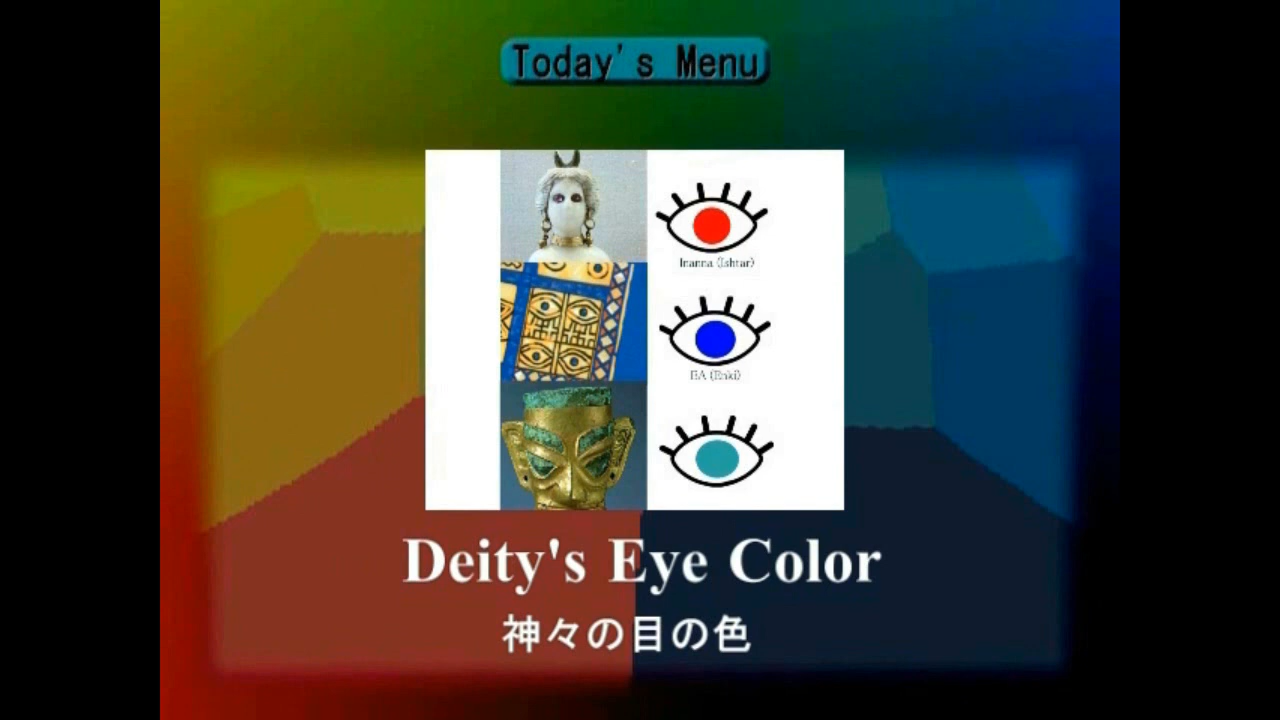 Today's Menu
Inanna (Ishtar)
EA (Enki)
Deity's Eye Color
神々の目の色